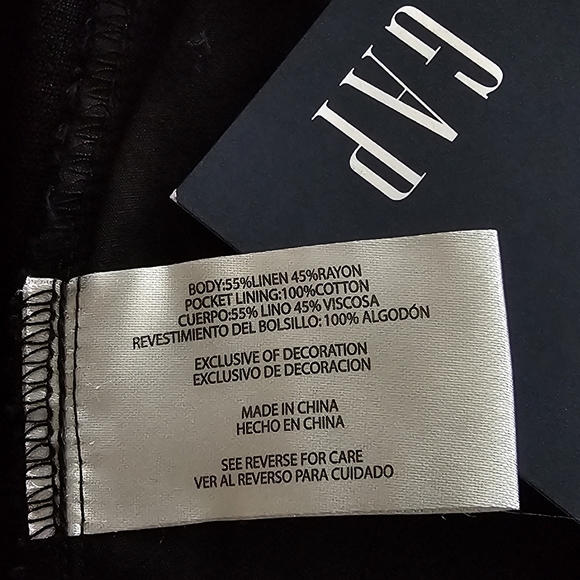 GAP
BODY:55%LINEN 45%RAYON
POCKET LINING:100%COTTON
CUERPO:55% LINO 45% VISCOSA
REVESTIMIENTO DEL BOLSILLO: 100% ALGODÓN
EXCLUSIVE OF DECORATION
EXCLUSIVO DE DECORACION
MADE IN CHINA
HECHO EN CHINA
SEE REVERSE FOR CARE
VER AL REVERSO PARA CUIDADO